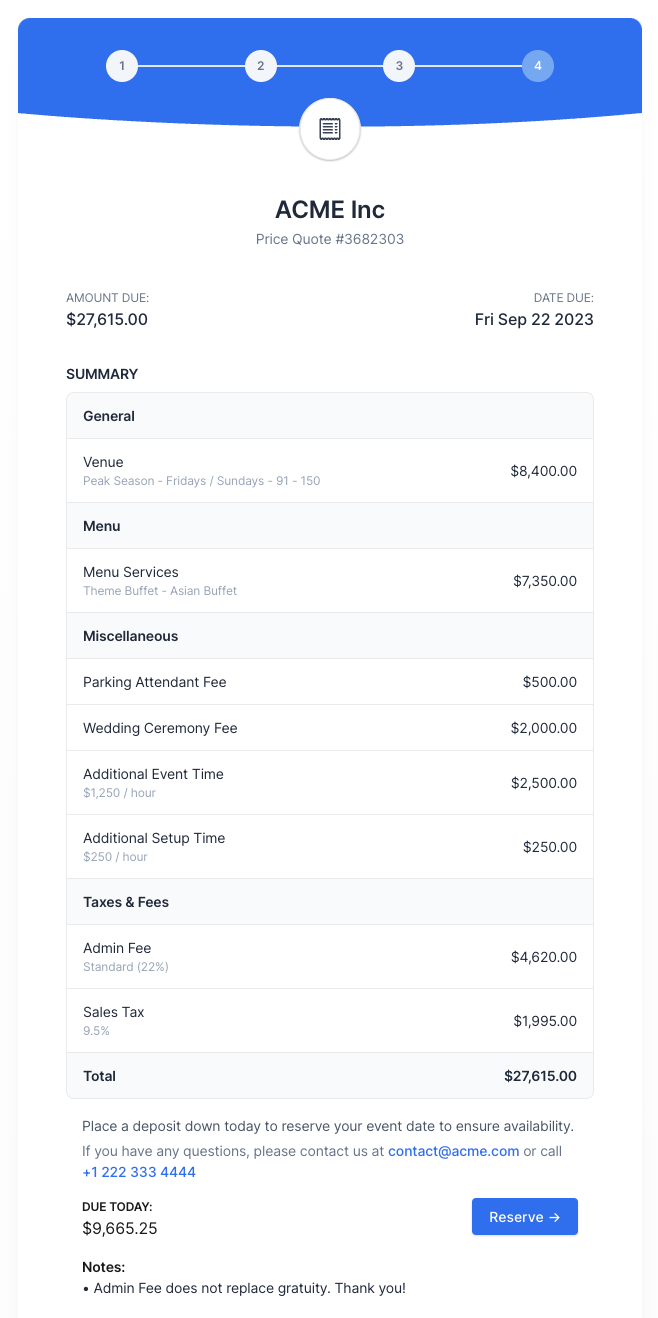 1 2 3 4
ACME Inc
Price Quote #3682303
AMOUNT DUE: DATE DUE:
$27,615.00 Fri Sep 22 2023
SUMMARY
General
Venue
Peak Season - Fridays / Sundays - 91 - 150
$8,400.00
Menu
Menu Services
Theme Buffet - Asian Buffet
$7,350.00
Miscellaneous
Parking Attendant Fee $500.00
Wedding Ceremony Fee $2,000.00
Additional Event Time
$1,250 / hour
$2,500.00
Additional Setup Time
$250 / hour
$250.00
Taxes & Fees
Admin Fee
Standard (22%)
$4,620.00
Sales Tax
9.5%
$1,995.00
Total $27,615.00
Place a deposit down today to reserve your event date to ensure availability.
If you have any questions, please contact us at contact@acme.com or call
+1 222 333 4444
DUE TODAY:
$9,665.25
Reserve →
Notes:
• Admin Fee does not replace gratuity. Thank you!